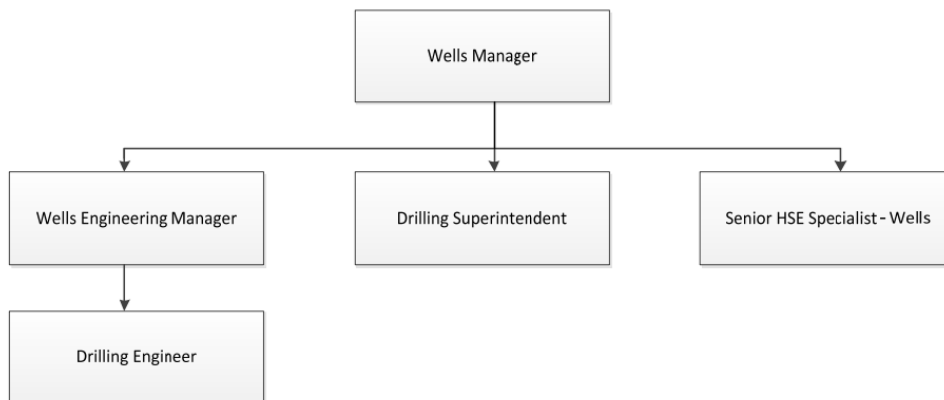 Wells Manager
Wells Engineering Manager
Drilling Superintendent
Senior HSE Specialist - Wells
Drilling Engineer